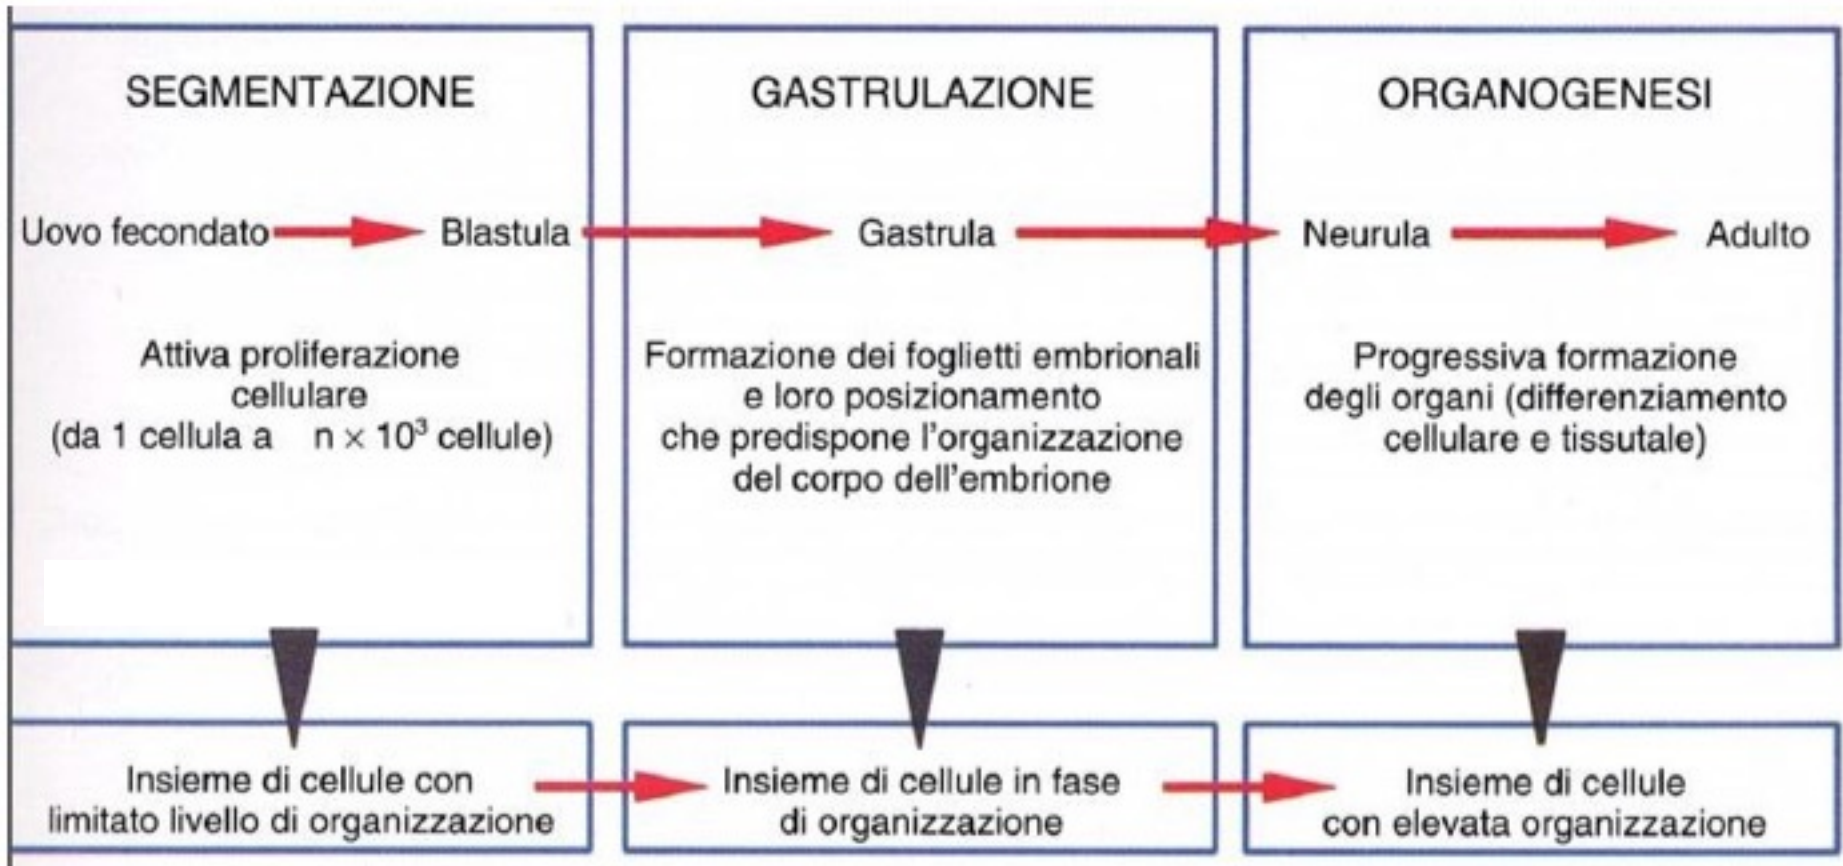 SEGMENTAZIONE
Uovo fecondato
Blastula
Attiva proliferazione
cellulare
(da 1 cellula a n × 10³ cellule)
GASTRULAZIONE
Gastrula
Formazione dei foglietti embrionali
e loro posizionamento
che predispone l'organizzazione
del corpo dell'embrione
ORGANOGENESI
Neurula
Adulto
Progressiva formazione
degli organi (differenziamento
cellulare e tissutale)
Insieme di cellule con
limitato livello di organizzazione
Insieme di cellule in fase
di organizzazione
Insieme di cellule
con elevata organizzazione